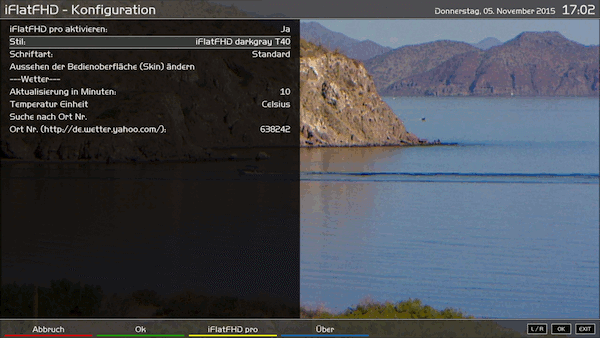 iFlatFHD - Konfiguration
Donnerstag, 05. November 2015 17:02
iFlatFHD pro aktivieren: Ja
Stil: iFlatFHD darkgray T40
Schriftart: Standard
Aussehen der Bedienoberfläche (Skin) ändern
---Wetter---
Aktualisierung in Minuten: 10
Temperatur Einheit Celsius
Suche nach Ort Nr.
Ort Nr. (http://de.wetter.yahoo.com/): 638242
Abbruch Ok iFlatFHD pro Über L/R OK EXIT